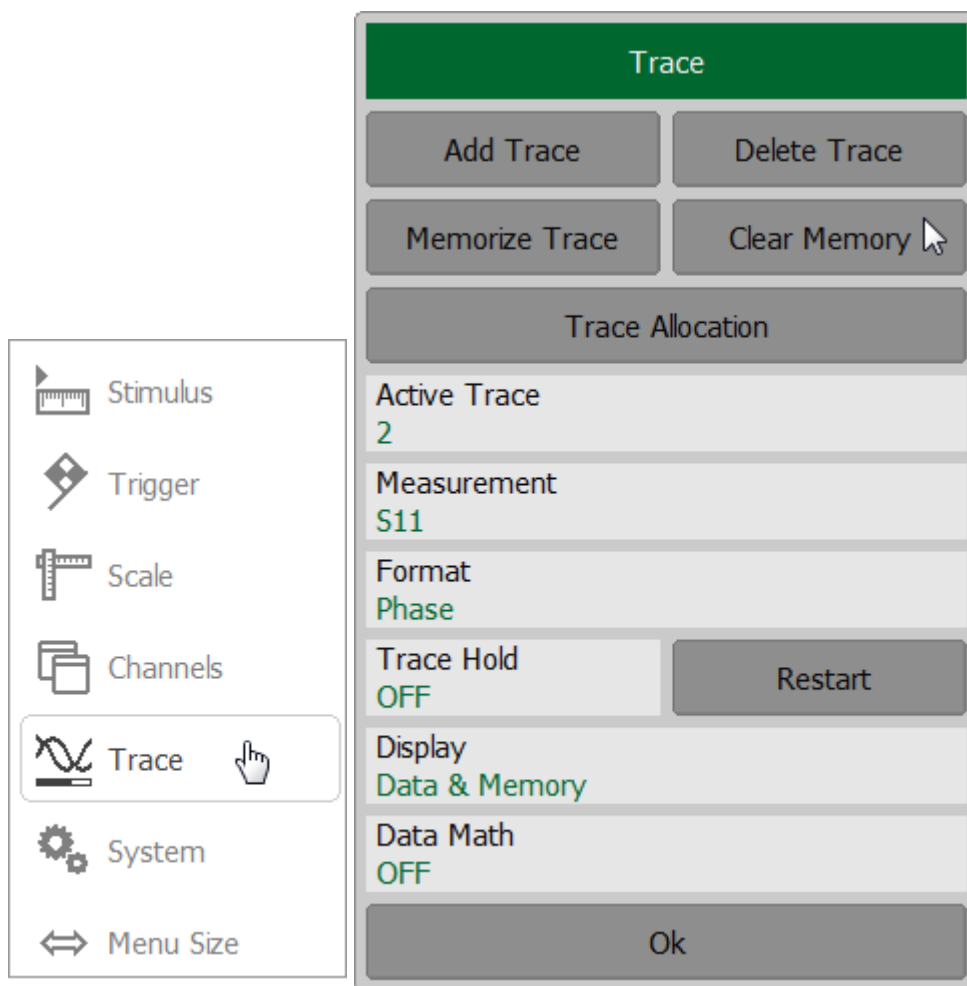 Stimulus
Trigger
Scale
Channels
Trace
System
Menu Size
Trace
Add Trace
Delete Trace
Memorize Trace
Clear Memory
Trace Allocation
Active Trace
2
Measurement
S11
Format
Phase
Trace Hold
OFF
Restart
Display
Data & Memory
Data Math
OFF
Ok